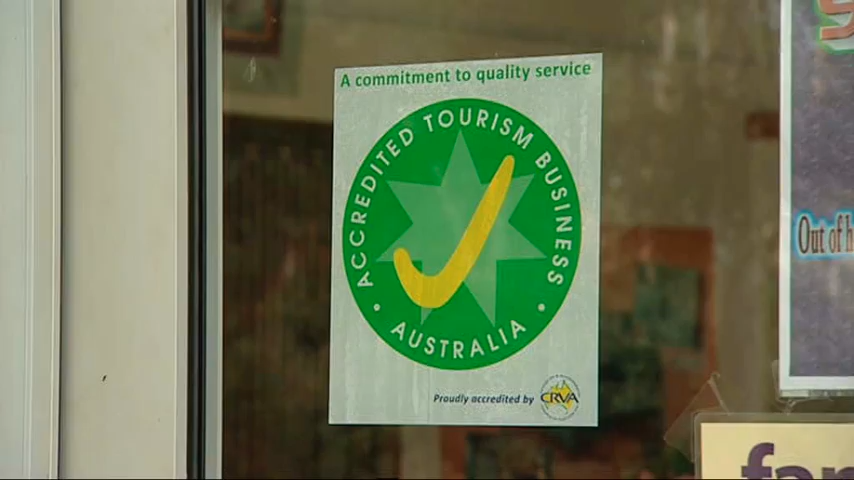 A commitment to quality service
ACCREDITED TOURISM BUSINESS
AUSTRALIA
Proudly accredited by CRVA
Out of